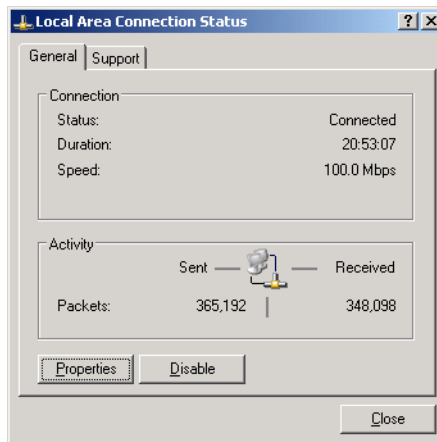 Local Area Connection Status
General Support
Connection
Status: Connected
Duration: 20:53:07
Speed: 100.0 Mbps
Activity
Sent Received
Packets: 365,192 348,098
Properties Disable
Close